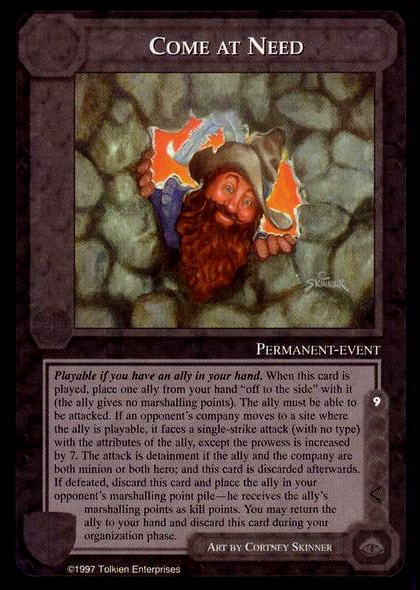 COME AT NEED
SKINNER
PERMANENT-EVENT
Playable if you have an ally in your hand. When this card is
played, place one ally from your hand “off to the side” with it
(the ally gives no marshalling points). The ally must be able to
be attacked. If an opponent's company moves to a site where
the ally is playable, it faces a single-strike attack (with no type)
with the attributes of the ally, except the prowess is increased
by 7. The attack is detainment if the ally and the company are
both minion or both hero; and this card is discarded afterwards.
If defeated, discard this card and place the ally in your
opponent's marshalling point pile—he receives the ally's
marshalling points as kill points. You may return the
ally to your hand and discard this card during your
organization phase.
9
ART BY CORTNEY SKINNER
©1997 Tolkien Enterprises